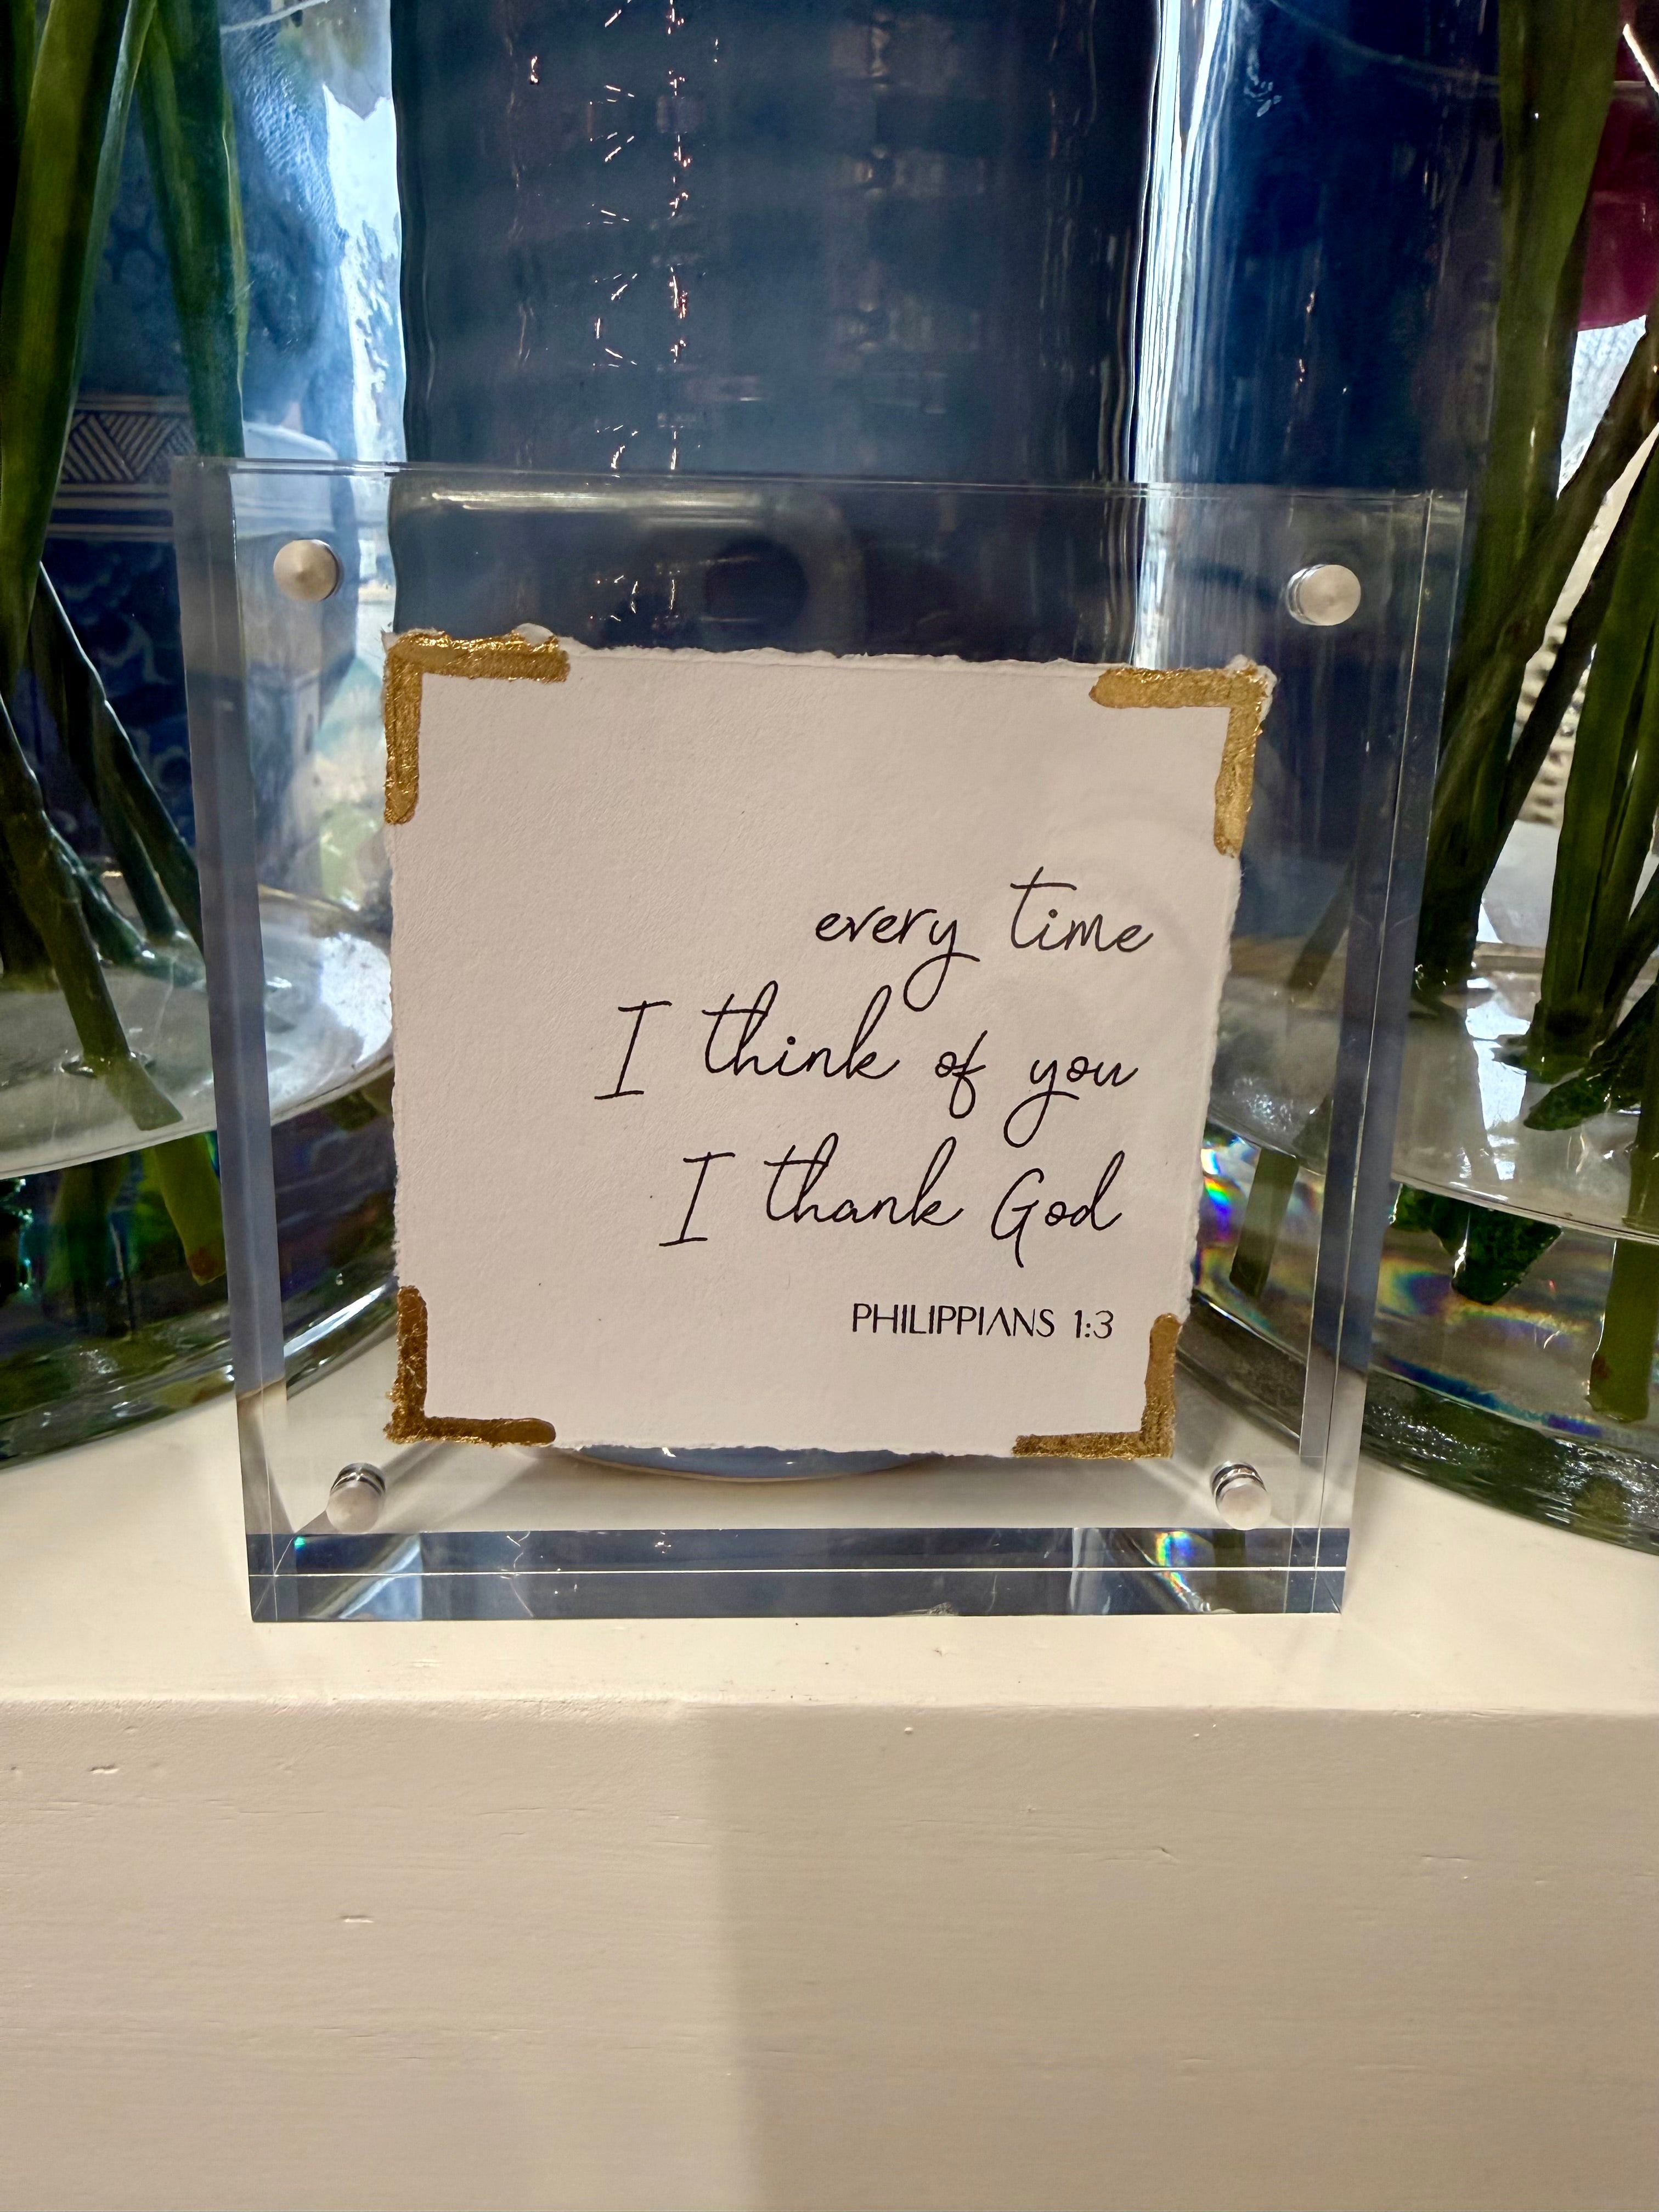 every time
I think of you
I thank God
PHILIPPIANS 1:3